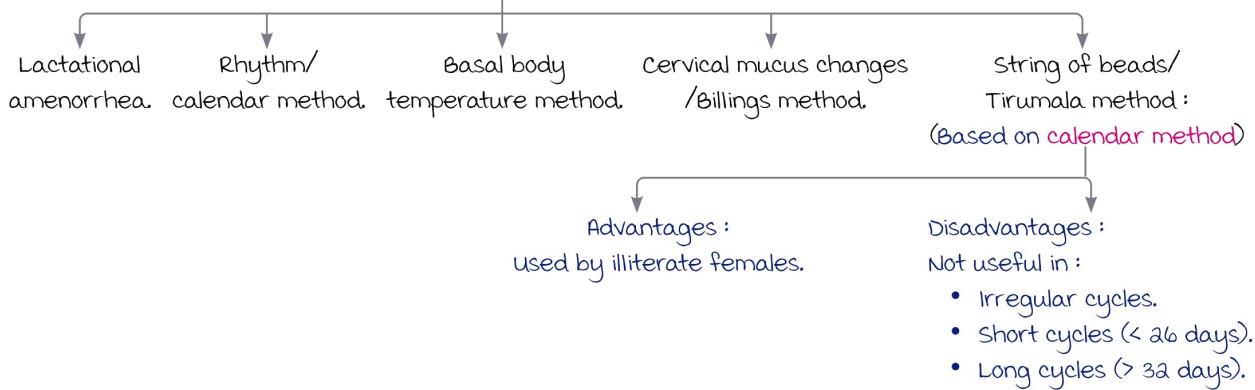 Lactational
amenorrhea.
Rhythm/
calendar method.
Basal body
temperature method.
Cervical mucus changes
/Billings method.
String of beads/
Tirumala method :
(Based on calendar method)
Advantages :
Used by illiterate females.
Disadvantages :
Not useful in :
• Irregular cycles.
• Short cycles (< 26 days).
• Long cycles (> 32 days).